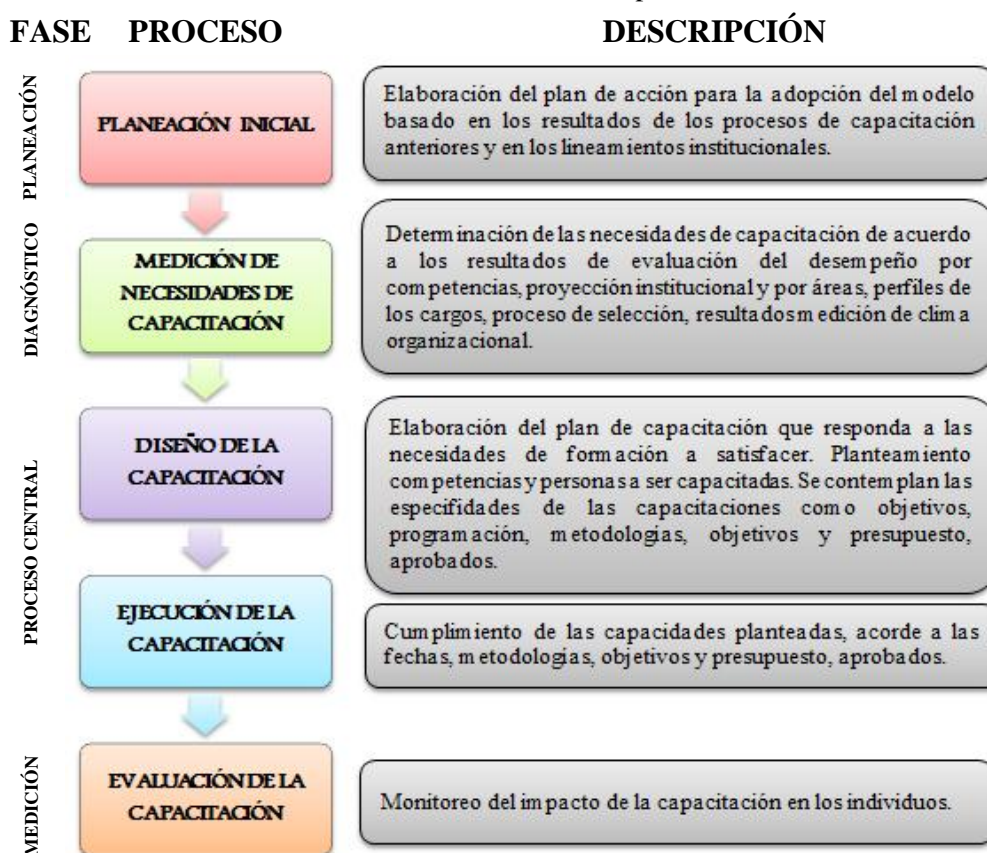 FASE PROCESO DESCRIPCIÓN
PLANEACIÓN
PLANEACIÓN INICIAL
Elaboración del plan de acción para la adopción del modelo
basado en los resultados de los procesos de capacitación
anteriores y en los lineamientos institucionales.
DIAGNÓSTICO
MEDICIÓN DE
NECESIDADES DE
CAPACITACIÓN
Determinación de las necesidades de capacitación de acuerdo
a los resultados de evaluación del desempeño por
competencias, proyección institucional y por áreas, perfiles de
los cargos, proceso de selección, resultados medición de clima
organizacional.
PROCESO CENTRAL
DISEÑO DE LA
CAPACITACIÓN
Elaboración del plan de capacitación que responda a las
necesidades de formación a satisfacer. Planteamiento
competencias y personas a ser capacitadas. Se contemplan las
especifidades de las capacitaciones como objetivos,
programación, metodologías, objetivos y presupuesto,
aprobados.
EJECUCIÓN DE LA
CAPACITACIÓN
Cumplimiento de las capacidades planteadas, acorde a las
fechas, metodologías, objetivos y presupuesto, aprobados.
MEDICIÓN
EVALUACIÓN DE LA
CAPACITACIÓN
Monitoreo del impacto de la capacitación en los individuos.